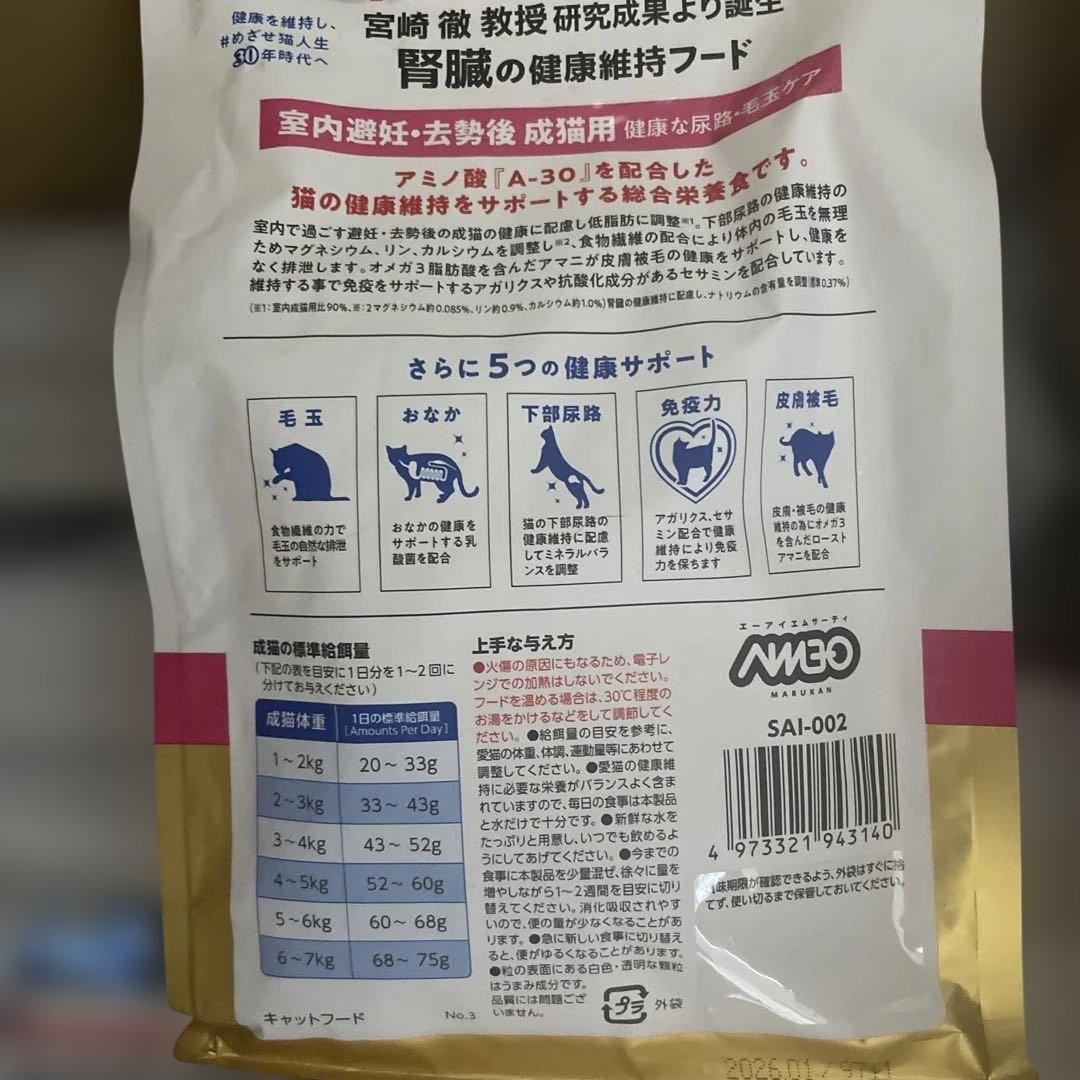 健康を維持し、
#めざせ猫人生
30年時代へ
宮崎 徹 教授 研究成果より誕生
腎臓の健康維持フード
室内避妊・去勢後 成猫用 健康な尿路・毛玉ケア
アミノ酸『A-30』を配合した
猫の健康維持をサポートする総合栄養食です。
室内で過ごす避妊・去勢後の成猫の健康に配慮し低脂肪に調整※1。下部尿路の健康維持の
ためマグネシウム、リン、カルシウムを調整し※2、食物繊維の配合により体内の毛玉を無理
なく排泄します。オメガ3脂肪酸を含んだアマニが皮膚被毛の健康をサポートし、健康を
維持する事で免疫をサポートするアガリクスや抗酸化成分があるセサミンを配合しています。
(※1:室内成猫用比90%、※:2マグネシウム約0.085%、リン約0.9%、カルシウム約1.0%)腎臓の健康維持に配慮し、ナトリウムの含有量を調整(標準0.37%)
さらに5つの健康サポート
毛玉
食物繊維の力で
毛玉の自然な排泄
をサポート
おなか
おなかの健康を
サポートする乳
酸菌を配合
下部尿路
猫の下部尿路の
健康維持に配慮
してミネラルバラ
ンスを調整
免疫力
アガリクス、セサ
ミン配合で健康
維持により免疫
力を保ちます
皮膚被毛
皮膚・被毛の健康
維持の為にオメガ3
を含んだロースト
アマニを配合
成猫の標準給餌量
(下記の表を目安に1日分を1~2回に
分けてお与えください)
成猫体重 1日の標準給餌量
[Amounts Per Day]
1~2kg 20~33g
2~3kg 33~43g
3~4kg 43~52g
4~5kg 52~60g
5~6kg 60~68g
6~7kg 68~75g
キャットフード No.3
上手な与え方
●火傷の原因にもなるため、電子レ
ンジでの加熱はしないでください。
フードを温める場合は、30℃程度の
お湯をかけるなどをして調節してく
ださい。●給餌量の目安を参考に、
愛猫の体重、体調、運動量等にあわせて
調整してください。●愛猫の健康維
持に必要な栄養がバランスよく含ま
れていますので、毎日の食事は本製品
と水だけで十分です。●新鮮な水を
たっぷりと用意し、いつでも飲めるよ
うにしてあげてください。●今までの
食事に本製品を少量混ぜ、徐々に量を
増やしながら1~2週間を目安に切り
替えてください。消化吸収されやす
いので、便の量が少なくなることがあ
ります。●急に新しい食事に切り替え
ると、便がゆるくなることがあります。
●粒の表面にある白色・透明な顆粒
はうまみ成分です。
品質には問題ござ
いません。
プラ 外袋
エーアイエムサーティ
AIM30
MARUKAN
SAI-002
4 973321 943140
味期限が確認できるよう、外袋はすぐに捨
てず、使い切るまで保管しておいてください。
2026.01